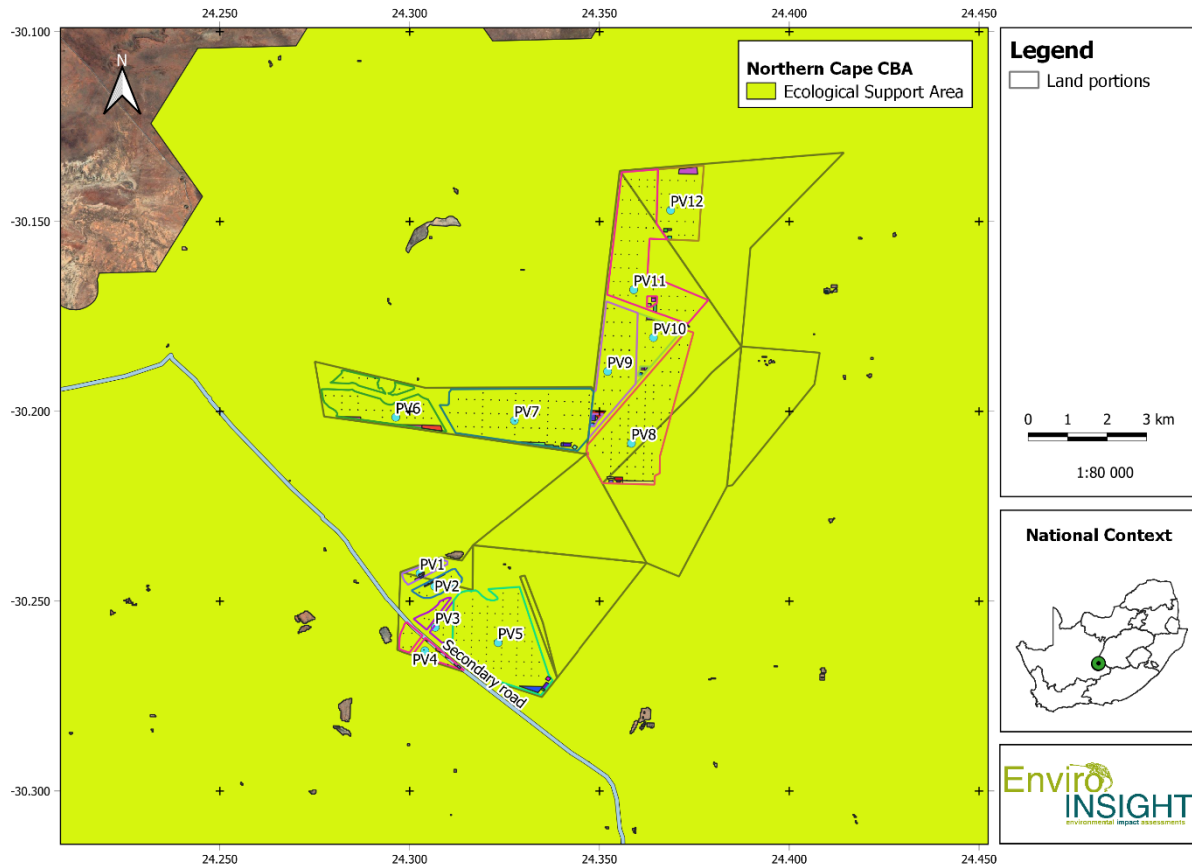 24.250 24.300 24.350 24.400 24.450
-30.100
N
Northern Cape CBA
Ecological Support Area
Legend
Land portions
-30.150
PV12
PV11
PV10
PV9
-30.200
PV6
PV7
PV8
0 1 2 3 km
1:80 000
National Context
PV1
PV2
-30.250
PV3
PV5
PV4
Secondary road
-30.300
Enviro
INSIGHT
environmental impact assessments
24.250 24.300 24.350 24.400 24.450